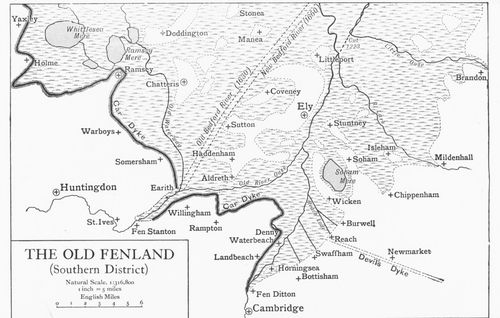 Yaxley
Whittlesea
Mere
Holme
Ramsey
Mere
Ramsey
Doddington
Stonea
Manea
Chatteris
Old Bedford River (1630)
New Bedford River (1650)
Littleport
Brandon
Coveney
Ely
Car Dyke
Sutton
Stuntney
Warboys
Haddenham
Isleham
Mildenhall
Somersham
Soham
Aldreth
Soham
Mere
Old River Ouse
Earith
Huntingdon
Car Dyke
Wicken
Chippenham
Willingham
St. Ives
Fen Stanton
Rampton
Burwell
Denny
Waterbeach
Reach
Landbeach
Swaffham
Devils Dyke
Newmarket
Horningsea
Bottisham
Fen Ditton
Cambridge
THE OLD FENLAND
(Southern District)
Natural Scale, 1:316,800
1 inch = 5 miles
English Miles
0 1 2 3 4 5 6